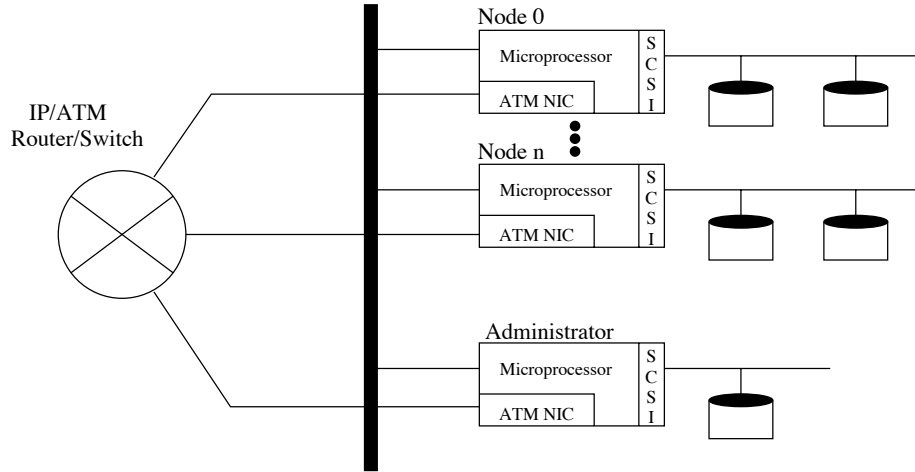 Node 0
Microprocessor
ATM NIC
S
C
S
I
IP/ATM
Router/Switch
Node n
Microprocessor
ATM NIC
S
C
S
I
Administrator
Microprocessor
ATM NIC
S
C
S
I